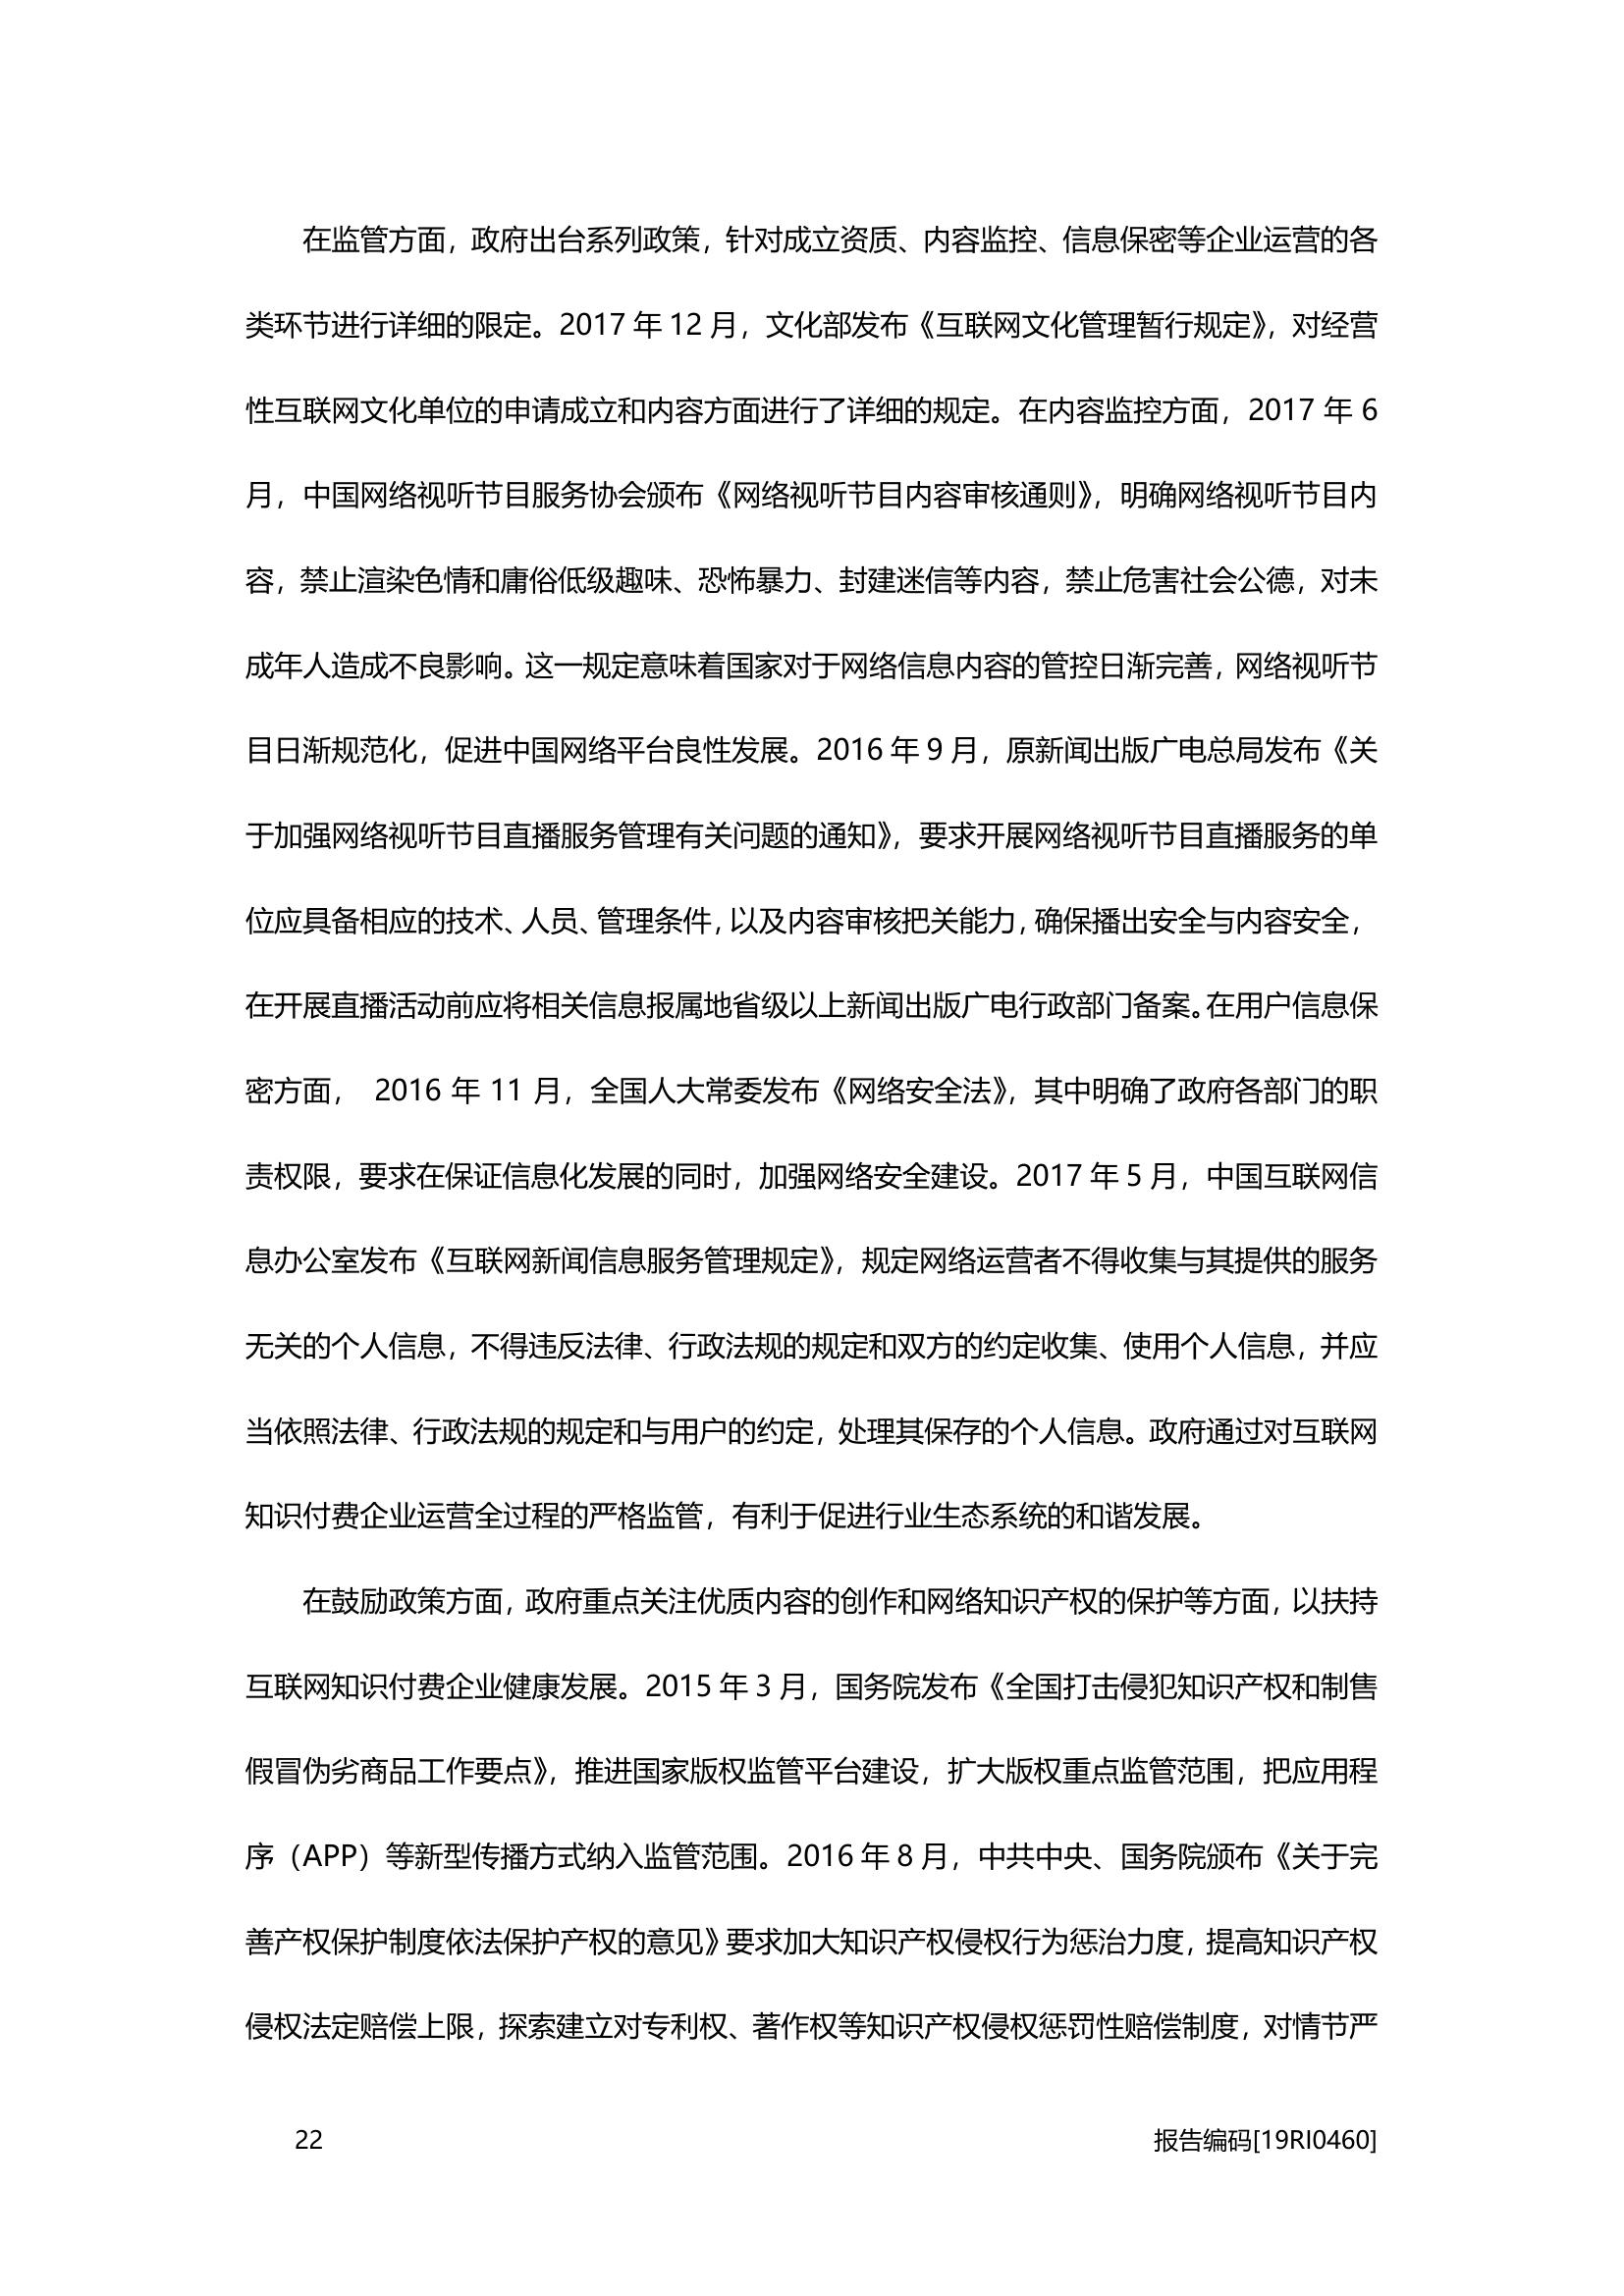 在监管方面，政府出台系列政策，针对成立资质、内容监控、信息保密等企业运营的各
类环节进行详细的限定。2017 年 12 月，文化部发布《互联网文化管理暂行规定》，对经营
性互联网文化单位的申请成立和内容方面进行了详细的规定。在内容监控方面，2017 年 6
月，中国网络视听节目服务协会颁布《网络视听节目内容审核通则》，明确网络视听节目内
容，禁止渲染色情和庸俗低级趣味、恐怖暴力、封建迷信等内容，禁止危害社会公德，对未
成年人造成不良影响。这一规定意味着国家对于网络信息内容的管控日渐完善，网络视听节
目日渐规范化，促进中国网络平台良性发展。2016 年 9 月，原新闻出版广电总局发布《关
于加强网络视听节目直播服务管理有关问题的通知》，要求开展网络视听节目直播服务的单
位应具备相应的技术、人员、管理条件，以及内容审核把关能力，确保播出安全与内容安全，
在开展直播活动前应将相关信息报属地省级以上新闻出版广电行政部门备案。在用户信息保
密方面， 2016 年 11 月，全国人大常委发布《网络安全法》，其中明确了政府各部门的职
责权限，要求在保证信息化发展的同时，加强网络安全建设。2017 年 5 月，中国互联网信
息办公室发布《互联网新闻信息服务管理规定》，规定网络运营者不得收集与其提供的服务
无关的个人信息，不得违反法律、行政法规的规定和双方的约定收集、使用个人信息，并应
当依照法律、行政法规的规定和与用户的约定，处理其保存的个人信息。政府通过对互联网
知识付费企业运营全过程的严格监管，有利于促进行业生态系统的和谐发展。
在鼓励政策方面，政府重点关注优质内容的创作和网络知识产权的保护等方面，以扶持
互联网知识付费企业健康发展。2015 年 3 月，国务院发布《全国打击侵犯知识产权和制售
假冒伪劣商品工作要点》，推进国家版权监管平台建设，扩大版权重点监管范围，把应用程
序（APP）等新型传播方式纳入监管范围。2016 年 8 月，中共中央、国务院颁布《关于完
善产权保护制度依法保护产权的意见》要求加大知识产权侵权行为惩治力度，提高知识产权
侵权法定赔偿上限，探索建立对专利权、著作权等知识产权侵权惩罚性赔偿制度，对情节严
22
报告编码[19RI0460]